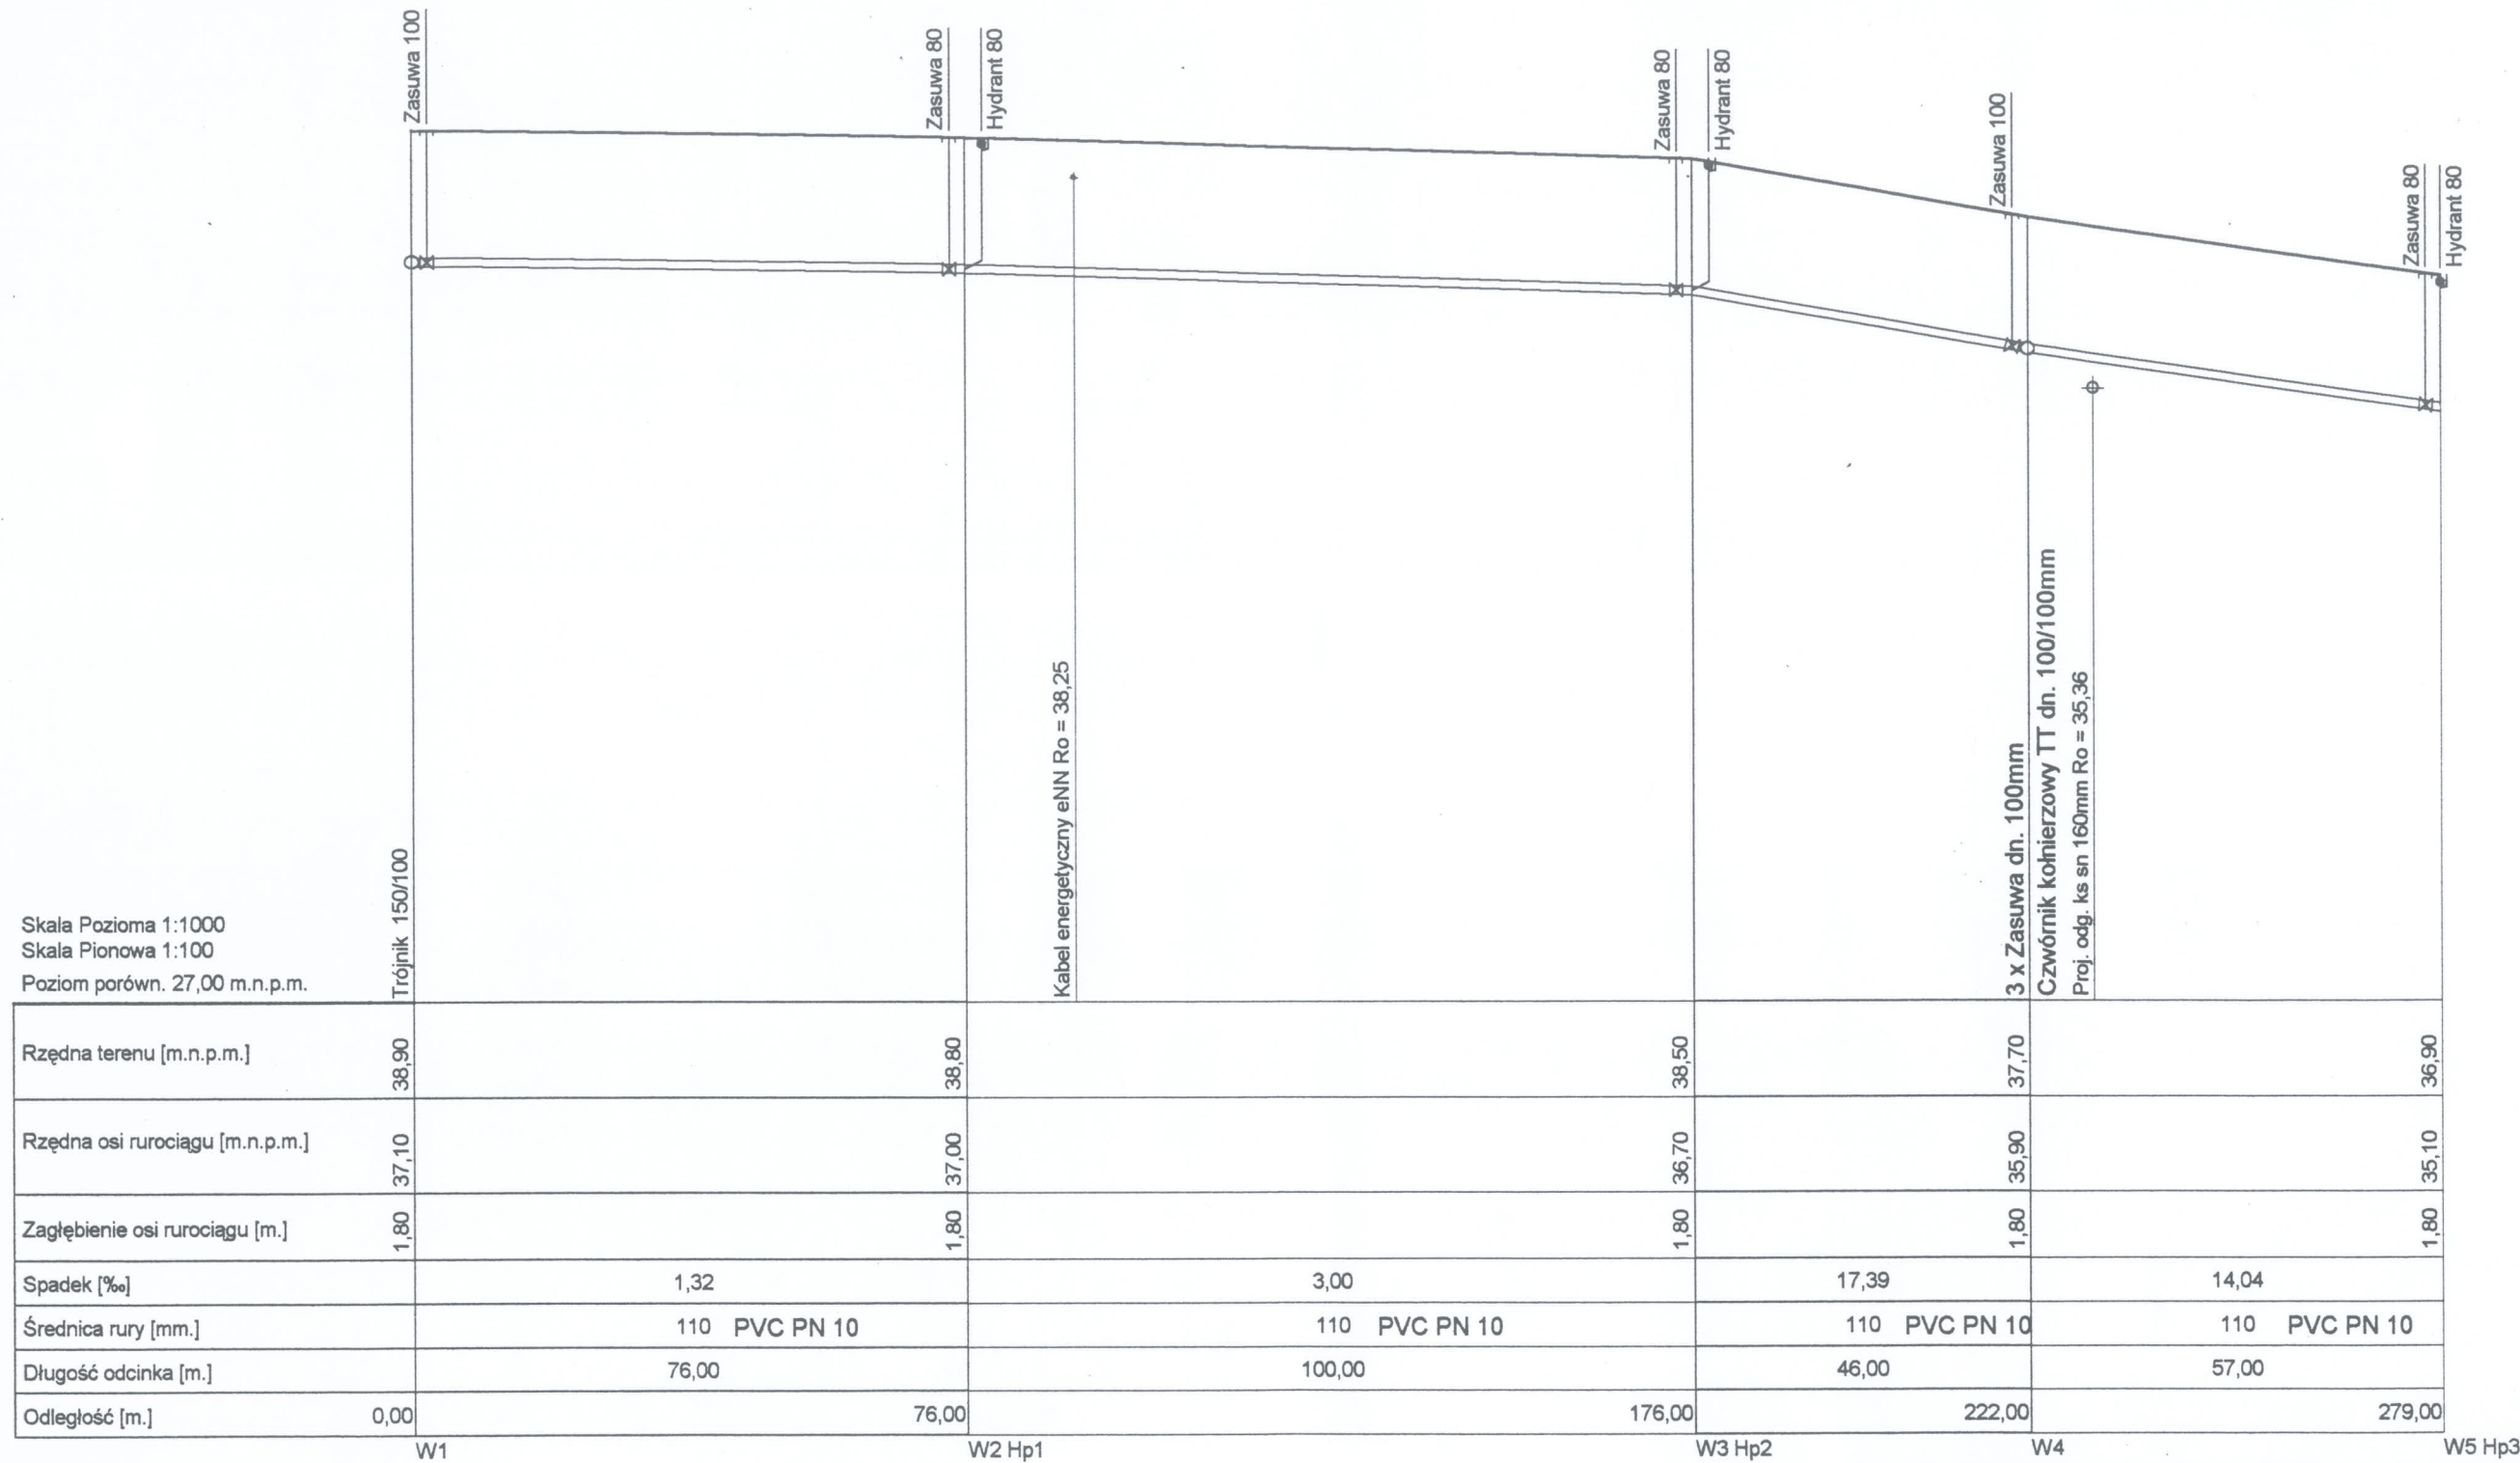 Zasuwa 100
Zasuwa 80
Hydrant 80
Zasuwa 80
Hydrant 80
Zasuwa 100
Zasuwa 80
Hydrant 80
Trójnik 150/100
Kabel energetyczny eNN Ro = 38,25
3 x Zasuwa dn. 100mm
Czwórnik kołnierzowy TT dn. 100/100mm
Proj. odg. ks sn 160mm Ro = 35,36
Skala Pozioma 1:1000
Skala Pionowa 1:100
Poziom porówn. 27,00 m.n.p.m.
Rzędna terenu [m.n.p.m.] 38,90 38,80 38,50 37,70 36,90
Rzędna osi rurociągu [m.n.p.m.] 37,10 37,00 36,70 35,90 35,10
Zagłębienie osi rurociągu [m.] 1,80 1,80 1,80 1,80 1,80
Spadek [‰] 1,32 3,00 17,39 14,04
Średnica rury [mm.] 110 PVC PN 10 110 PVC PN 10 110 PVC PN 10 110 PVC PN 10
Długość odcinka [m.] 76,00 100,00 46,00 57,00
Odległość [m.] 0,00 76,00 176,00 222,00 279,00
W1 W2 Hp1 W3 Hp2 W4 W5 Hp3